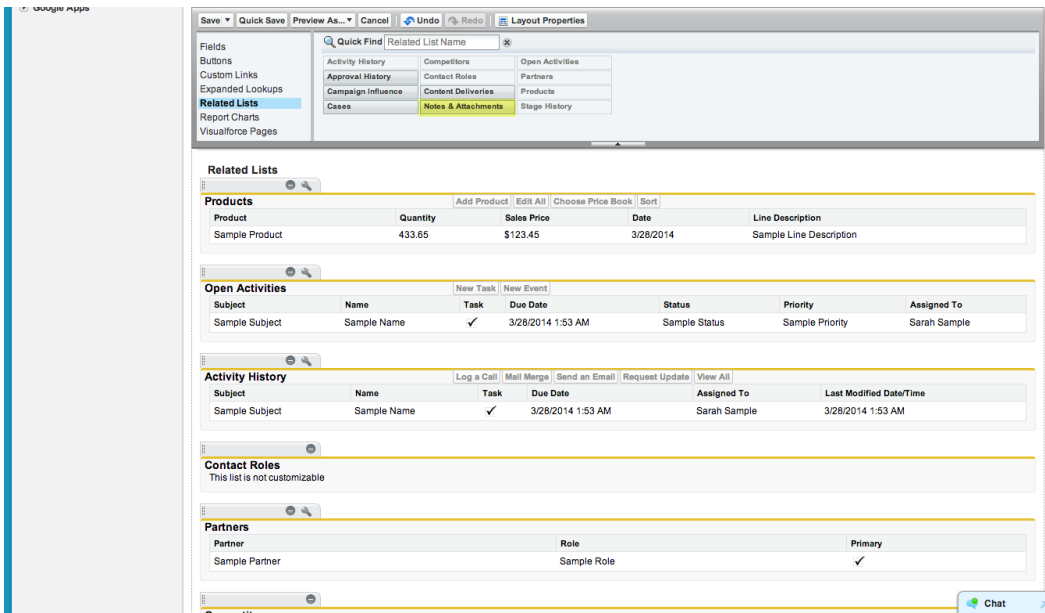 Google Apps
Save Quick Save Preview As... Cancel Undo Redo Layout Properties
Fields
Buttons
Custom Links
Expanded Lookups
Related Lists
Report Charts
Visualforce Pages
Quick Find Related List Name
Activity History Competitors Open Activities
Approval History Contact Roles Partners
Campaign Influence Content Deliveries Products
Cases Notes & Attachments Stage History
Related Lists
Products Add Product Edit All Choose Price Book Sort
Product Quantity Sales Price Date Line Description
Sample Product 433.65 $123.45 3/28/2014 Sample Line Description
Open Activities New Task New Event
Subject Name Task Due Date Status Priority Assigned To
Sample Subject Sample Name ✓ 3/28/2014 1:53 AM Sample Status Sample Priority Sarah Sample
Activity History Log a Call Mail Merge Send an Email Request Update View All
Subject Name Task Due Date Assigned To Last Modified Date/Time
Sample Subject Sample Name ✓ 3/28/2014 1:53 AM Sarah Sample 3/28/2014 1:53 AM
Contact Roles
This list is not customizable
Partners
Partner Role Primary
Sample Partner Sample Role ✓
Chat